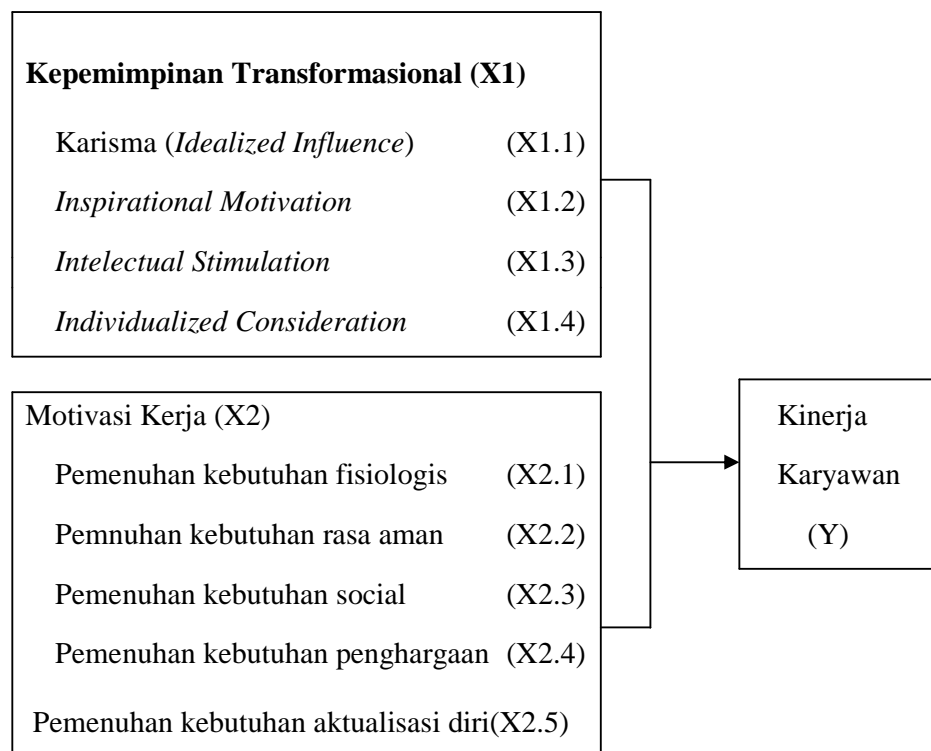 Kepemimpinan Transformasional (X1)
Karisma (Idealized Influence) (X1.1)
Inspirational Motivation (X1.2)
Intelectual Stimulation (X1.3)
Individualized Consideration (X1.4)
Motivasi Kerja (X2)
Pemenuhan kebutuhan fisiologis (X2.1)
Pemnuhan kebutuhan rasa aman (X2.2)
Pemenuhan kebutuhan social (X2.3)
Pemenuhan kebutuhan penghargaan (X2.4)
Pemenuhan kebutuhan aktualisasi diri(X2.5)
Kinerja
Karyawan
(Y)